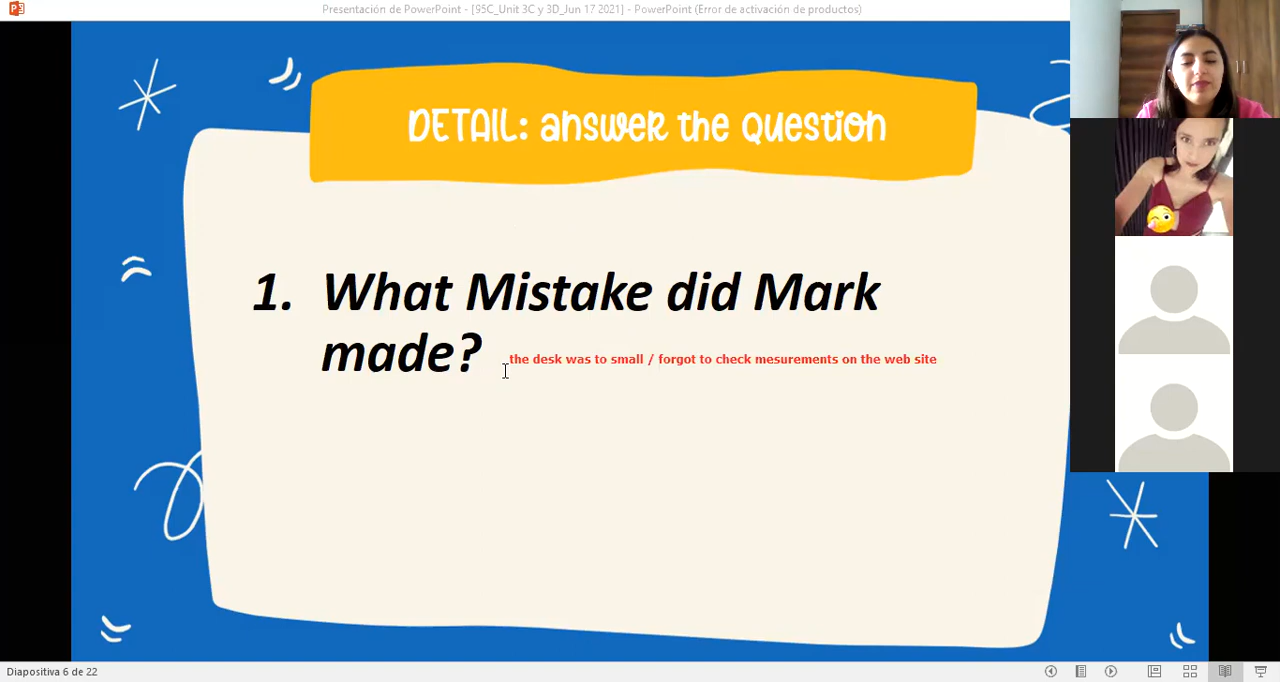 Presentación de PowerPoint - [95C_Unit 3C y 3D_Jun 17 2021] - PowerPoint (Error de activación de productos)
DETAIL: answer the Question
1. What Mistake did Mark
made? the desk was to small / forgot to check mesurements on the web site
Diapositiva 6 de 22